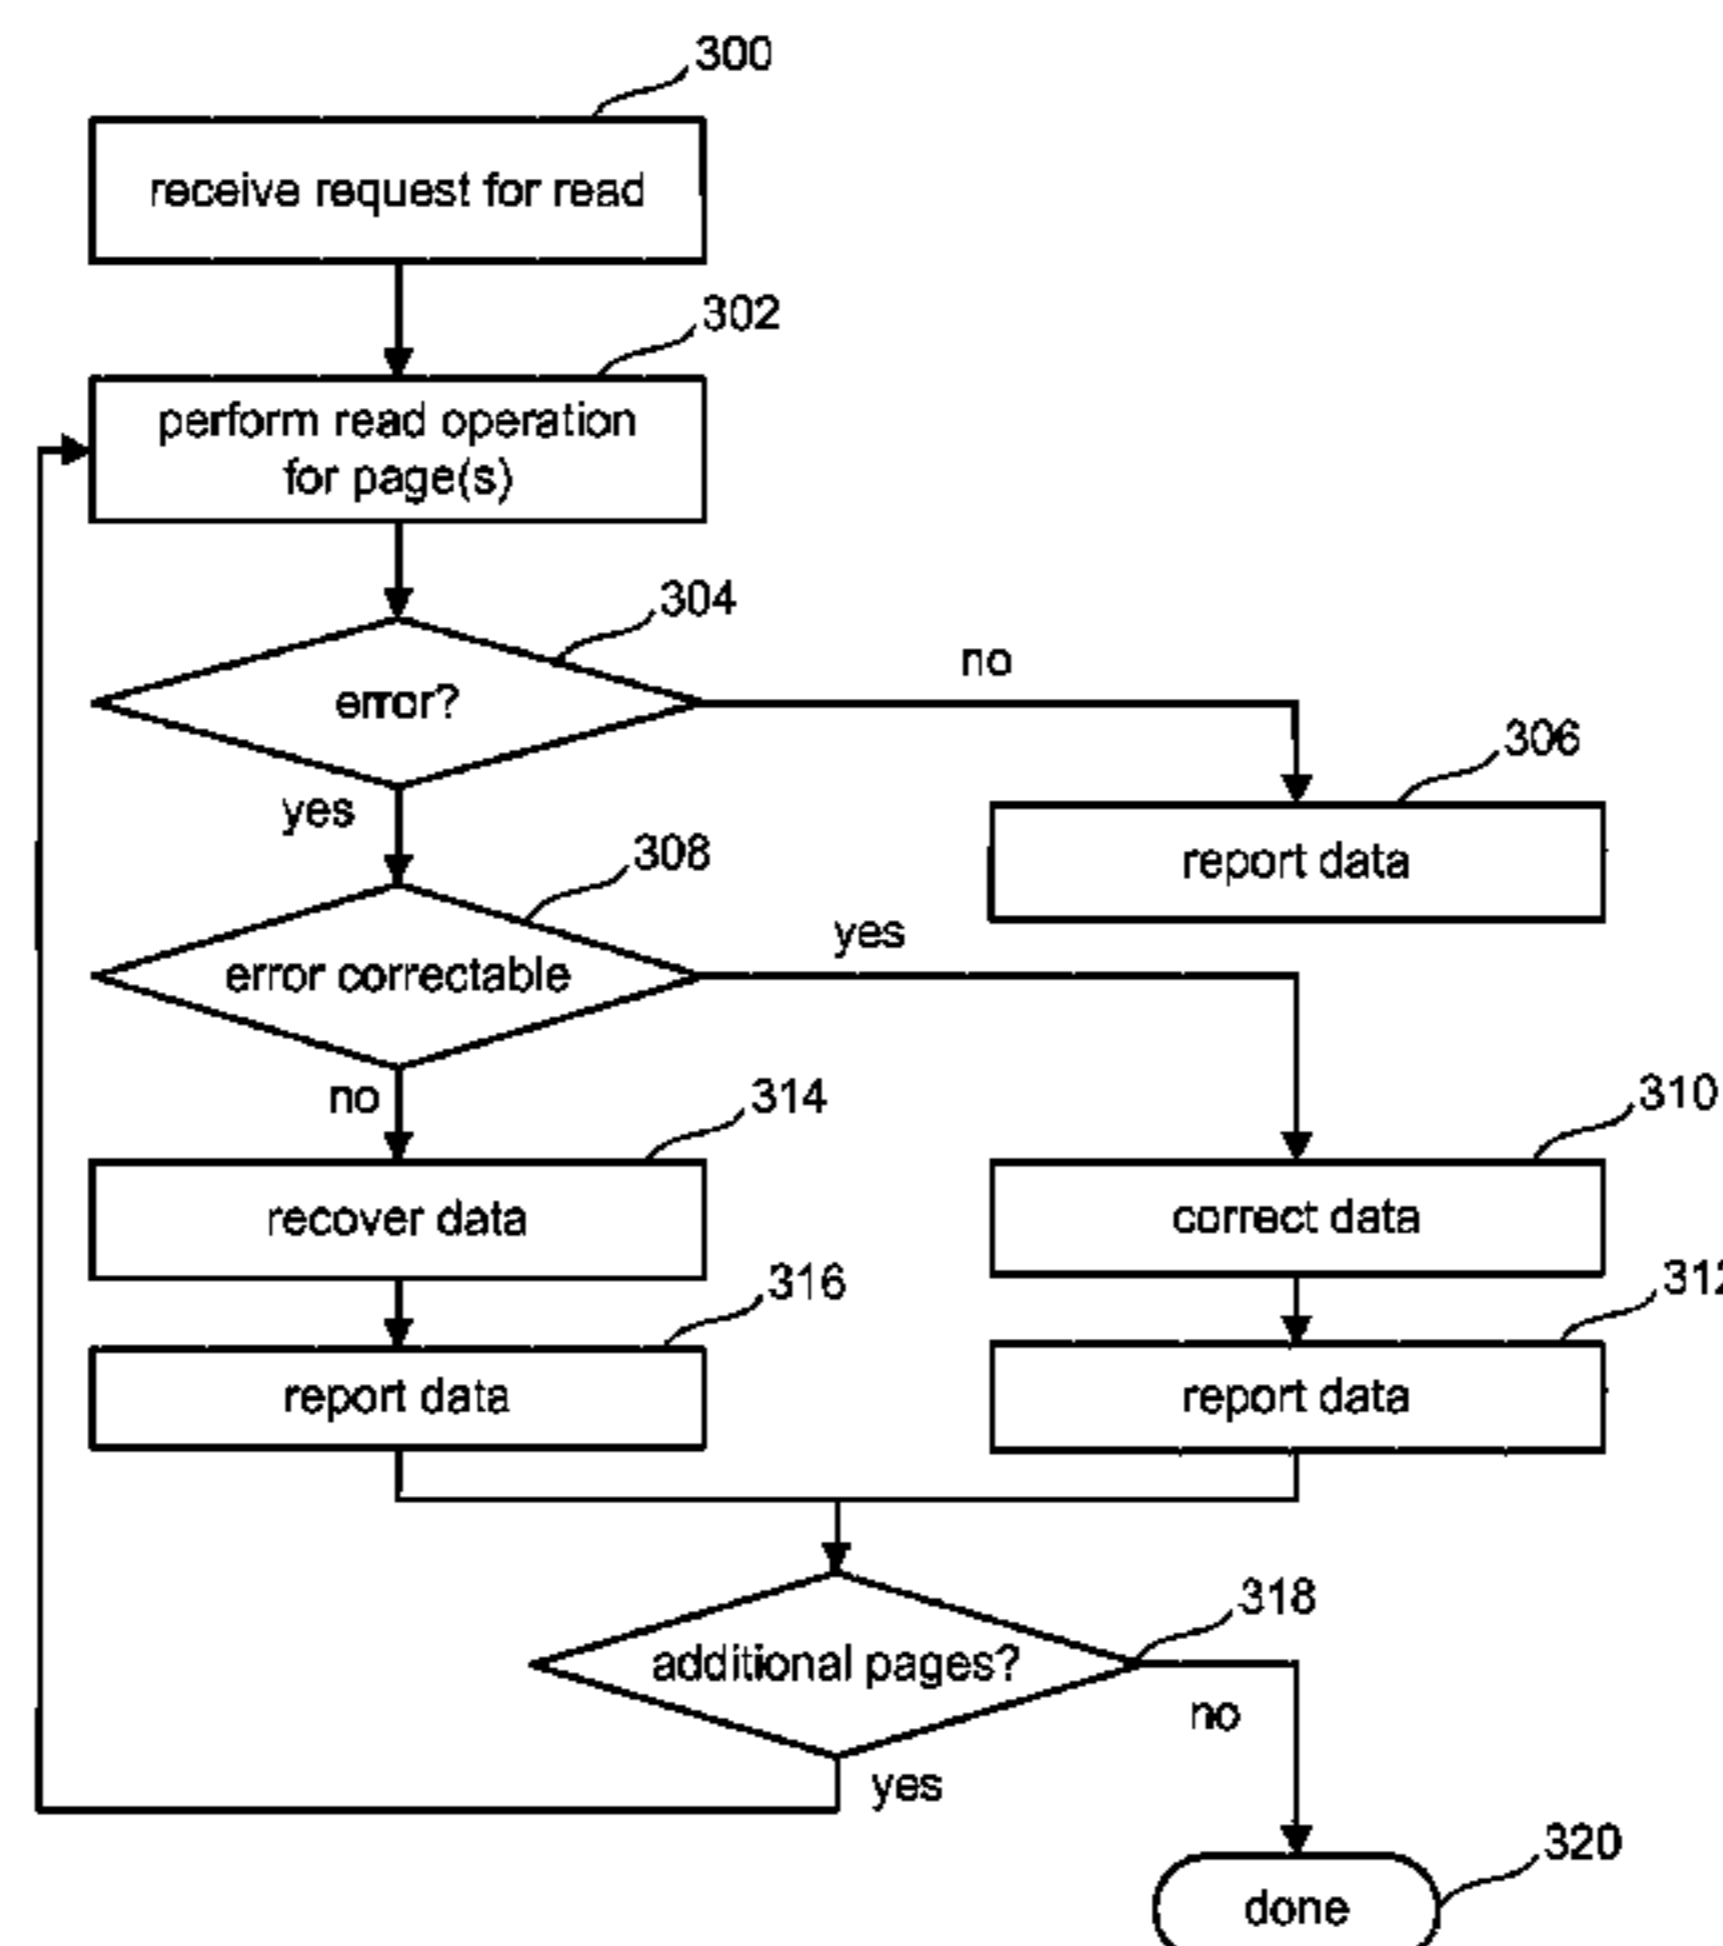 300
receive request for read
302
perform read operation
for page(s)
304
error?
no
306
report data
yes
308
error correctable
yes
no
314
310
recover data
correct data
316
312
report data
report data
318
additional pages?
no
yes
320
done